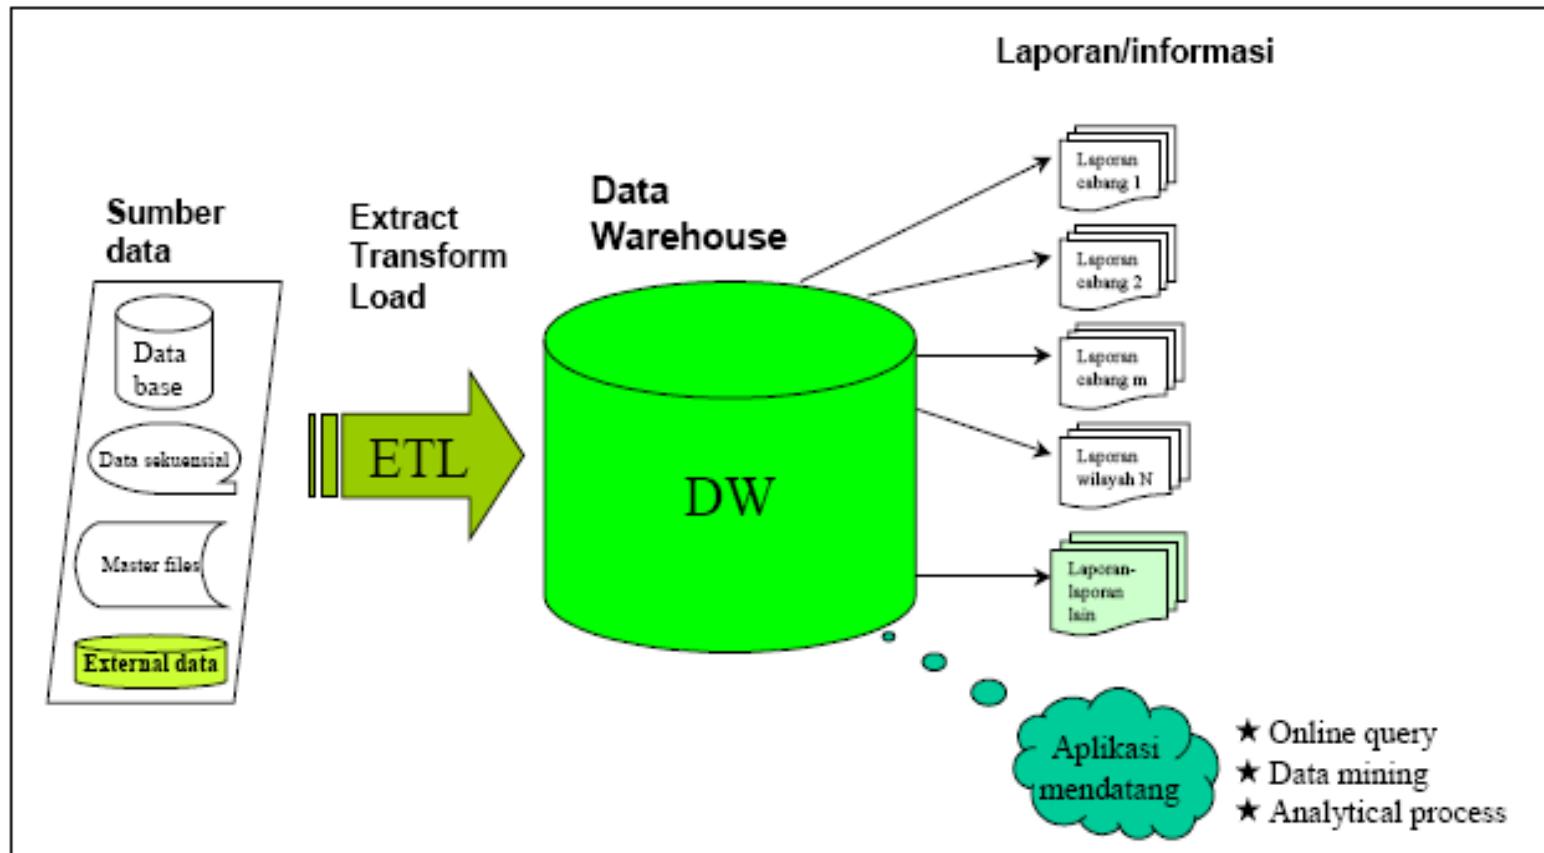 Laporan/informasi
Sumber
data
Data
base
Data sekuensial
Master files
External data
Extract
Transform
Load
ETL
Data
Warehouse
DW
Laporan
cabang 1
Laporan
cabang 2
Laporan
cabang m
Laporan
wilayah N
Laporan-
laporan
lain
Aplikasi
mendatang
★ Online query
★ Data mining
★ Analytical process